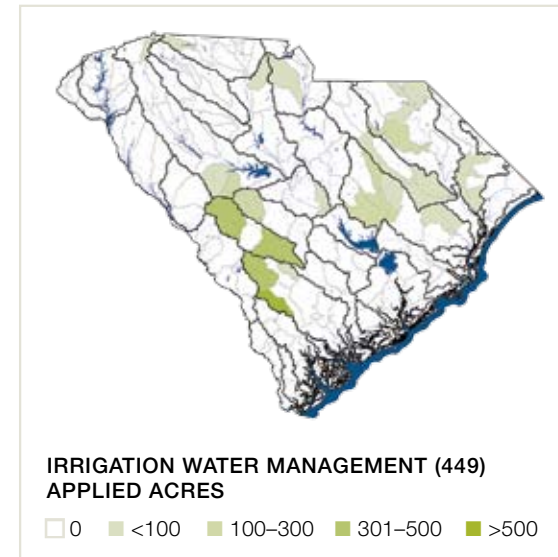 IRRIGATION WATER MANAGEMENT (449)
APPLIED ACRES
0 <100 100–300 301–500 >500